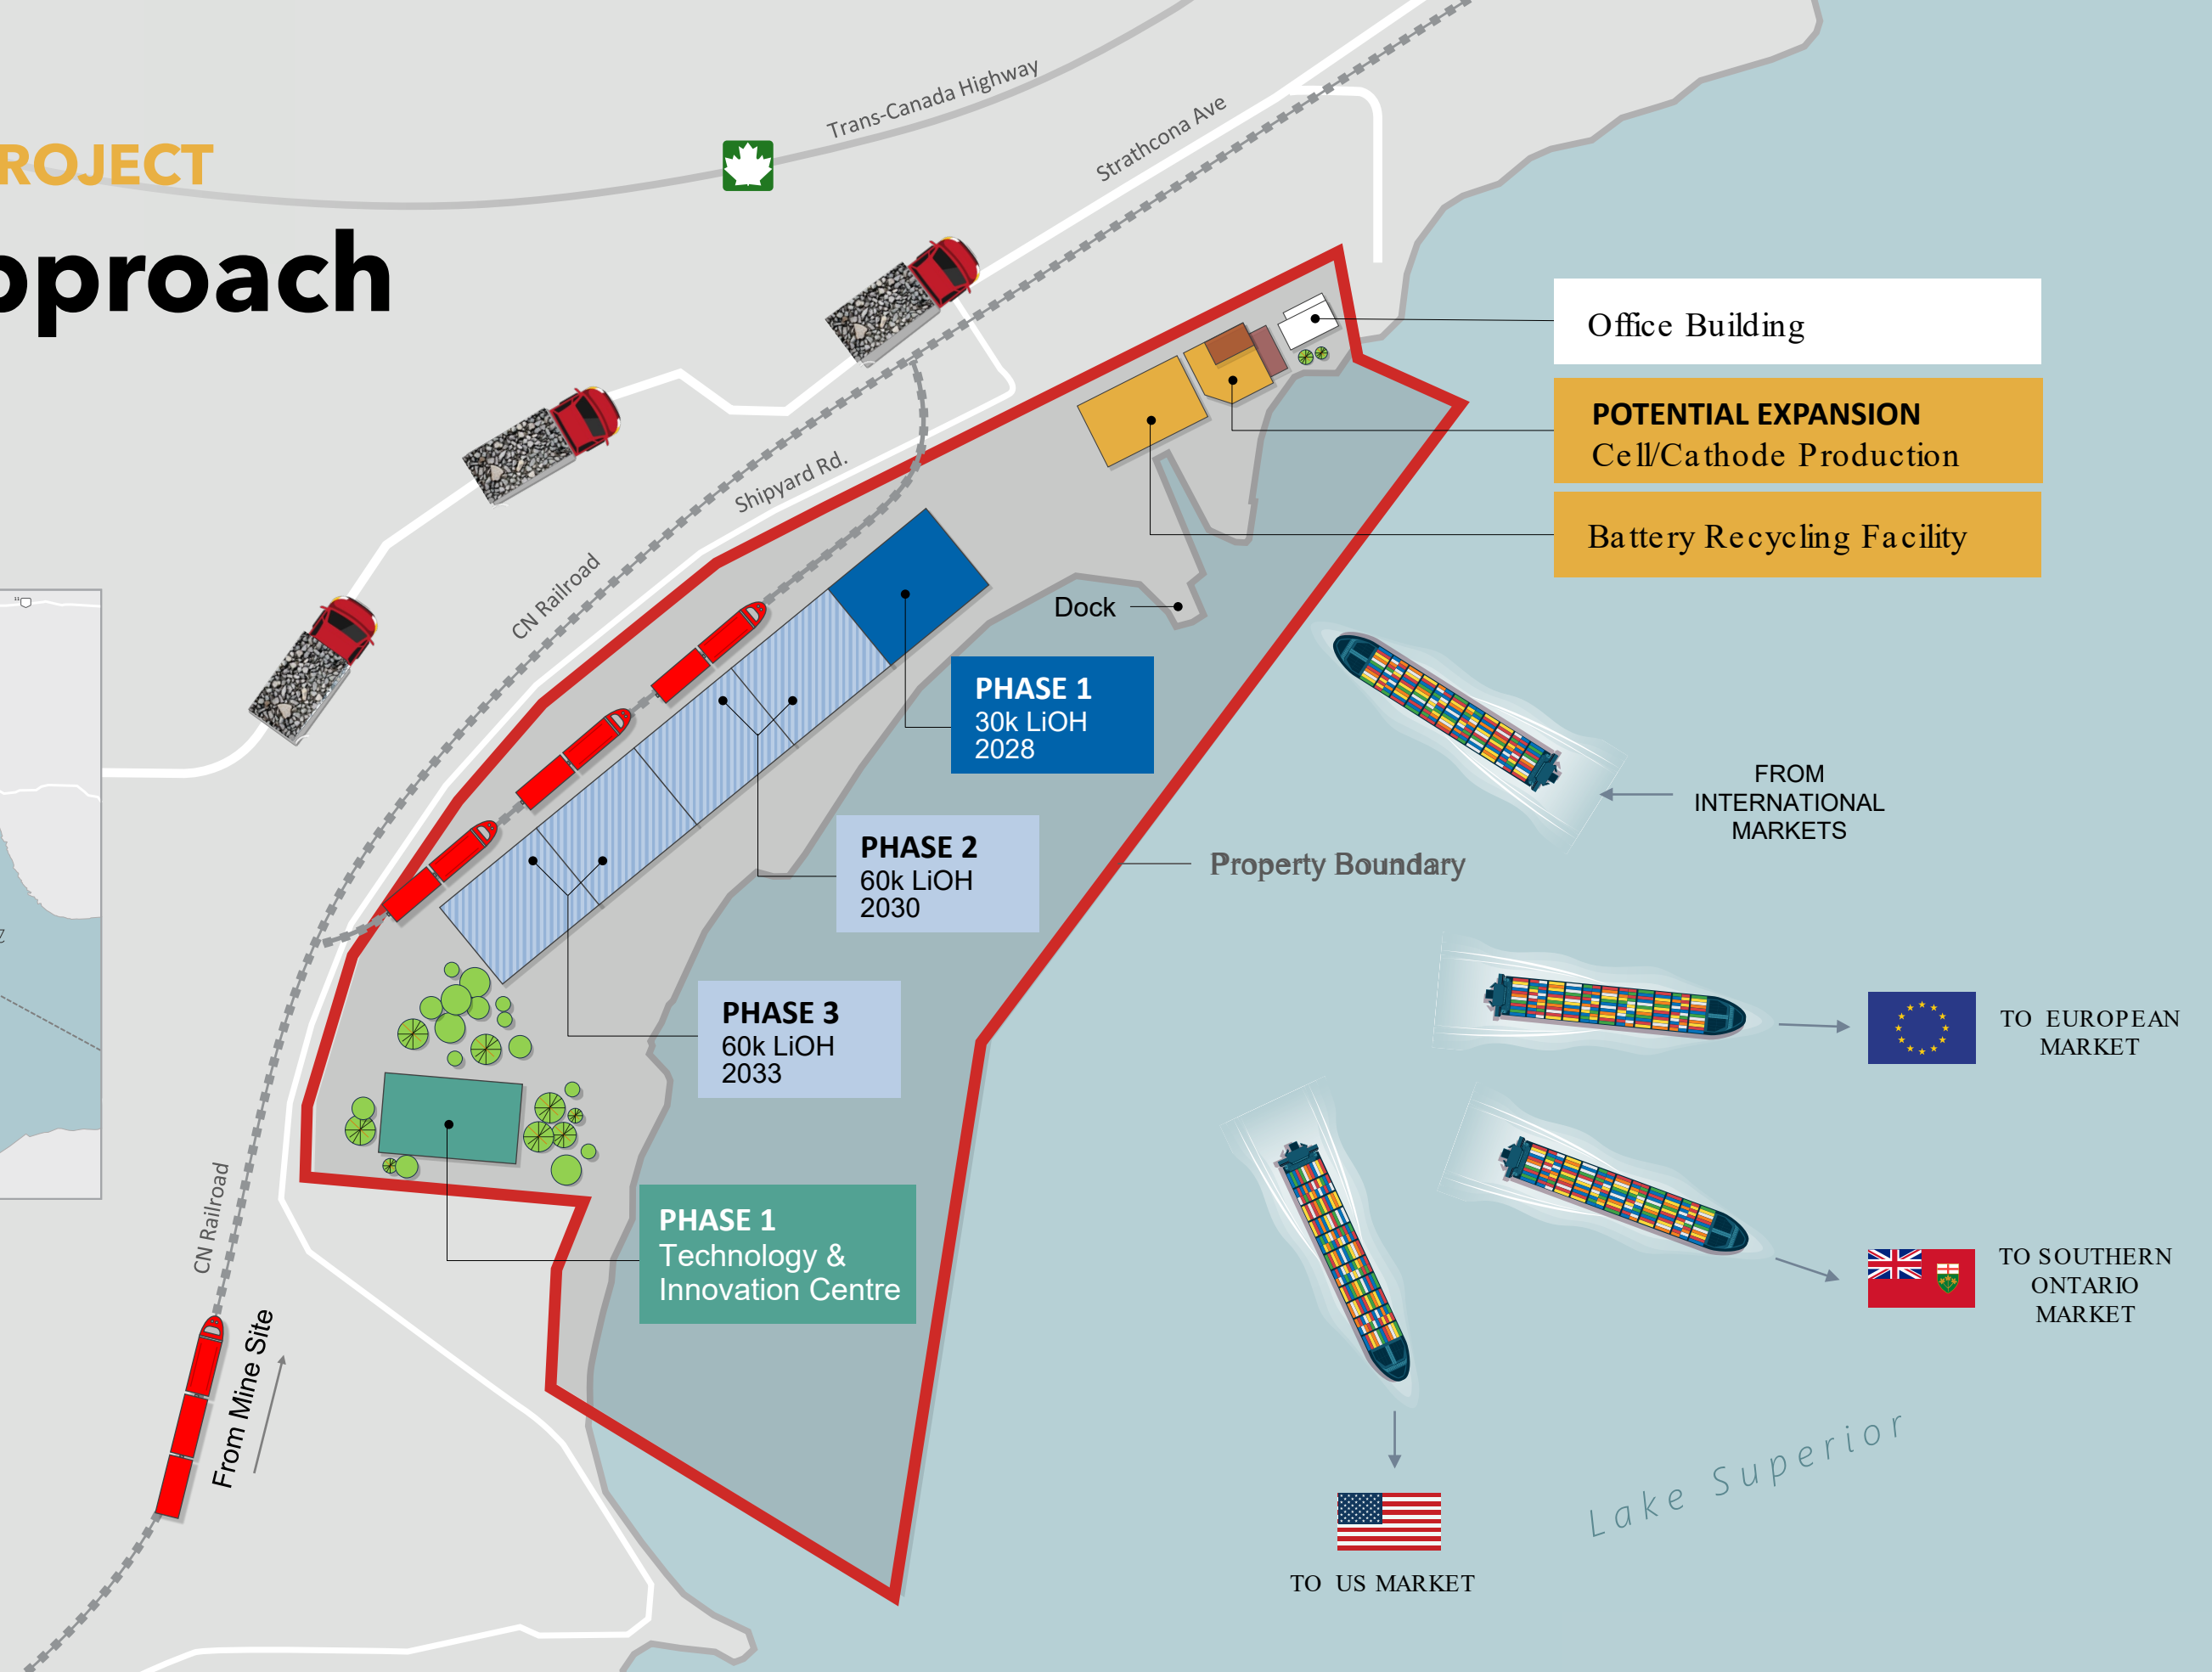 ROJECT
pproach
Trans-Canada Highway
Strathcona Ave
Shipyard Rd.
CN Railroad
Office Building
POTENTIAL EXPANSION
Cell/Cathode Production
Battery Recycling Facility
Dock
PHASE 1
30k LiOH
2028
FROM
INTERNATIONAL
MARKETS
PHASE 2
60k LiOH
2030
Property Boundary
PHASE 3
60k LiOH
2033
TO EUROPEAN
MARKET
CN Railroad
PHASE 1
Technology &
Innovation Centre
TO SOUTHERN
ONTARIO
MARKET
From Mine Site
Lake Superior
TO US MARKET